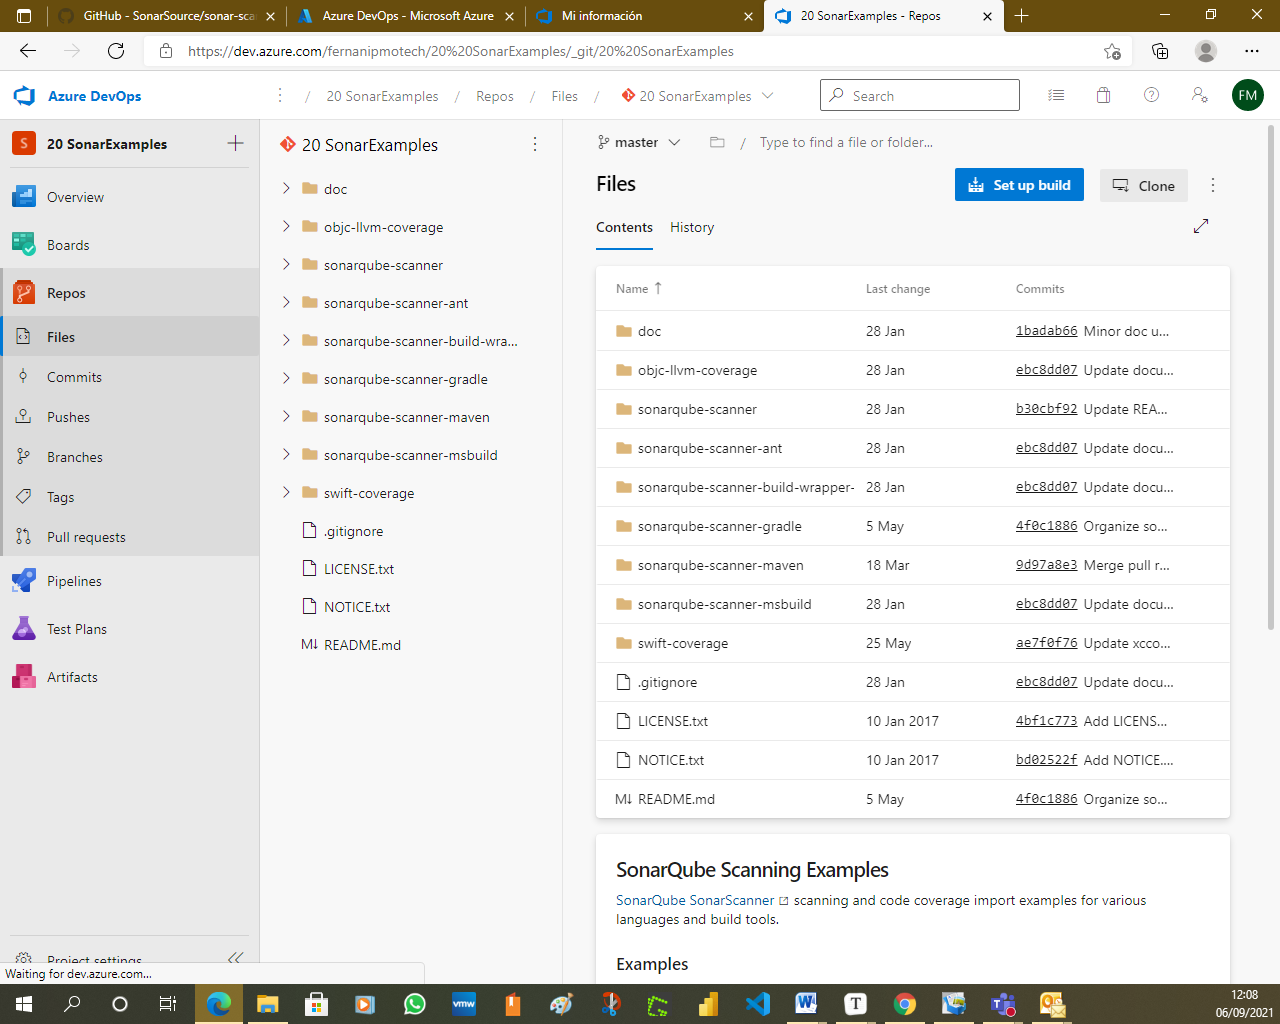 GitHub - SonarSource/sonar-sca
Azure DevOps - Microsoft Azure
Mi información
20 SonarExamples - Repos
https://dev.azure.com/fernanipmotech/20%20SonarExamples/_git/20%20SonarExamples
Azure DevOps
/ 20 SonarExamples / Repos / Files / 20 SonarExamples
Search
FM
S 20 SonarExamples
Overview
Boards
Repos
Files
Commits
Pushes
Branches
Tags
Pull requests
Pipelines
Test Plans
Artifacts
Project settings
Waiting for dev.azure.com...
20 SonarExamples
doc
objc-llvm-coverage
sonarqube-scanner
sonarqube-scanner-ant
sonarqube-scanner-build-wra...
sonarqube-scanner-gradle
sonarqube-scanner-maven
sonarqube-scanner-msbuild
swift-coverage
.gitignore
LICENSE.txt
NOTICE.txt
M↓ README.md
master / Type to find a file or folder...
Files
Set up build
Clone
Contents History
Name ↑ Last change Commits
doc 28 Jan 1badab66 Minor doc u...
objc-llvm-coverage 28 Jan ebc8dd07 Update docu...
sonarqube-scanner 28 Jan b30cbf92 Update REA...
sonarqube-scanner-ant 28 Jan ebc8dd07 Update docu...
sonarqube-scanner-build-wrapper- 28 Jan ebc8dd07 Update docu...
sonarqube-scanner-gradle 5 May 4f0c1886 Organize so...
sonarqube-scanner-maven 18 Mar 9d97a8e3 Merge pull r...
sonarqube-scanner-msbuild 28 Jan ebc8dd07 Update docu...
swift-coverage 25 May ae7f0f76 Update xcco...
.gitignore 28 Jan ebc8dd07 Update docu...
LICENSE.txt 10 Jan 2017 4bf1c773 Add LICENS...
NOTICE.txt 10 Jan 2017 bd02522f Add NOTICE....
M↓ README.md 5 May 4f0c1886 Organize so...
SonarQube Scanning Examples
SonarQube SonarScanner scanning and code coverage import examples for various
languages and build tools.
Examples
vmw
W
T
12:08
06/09/2021